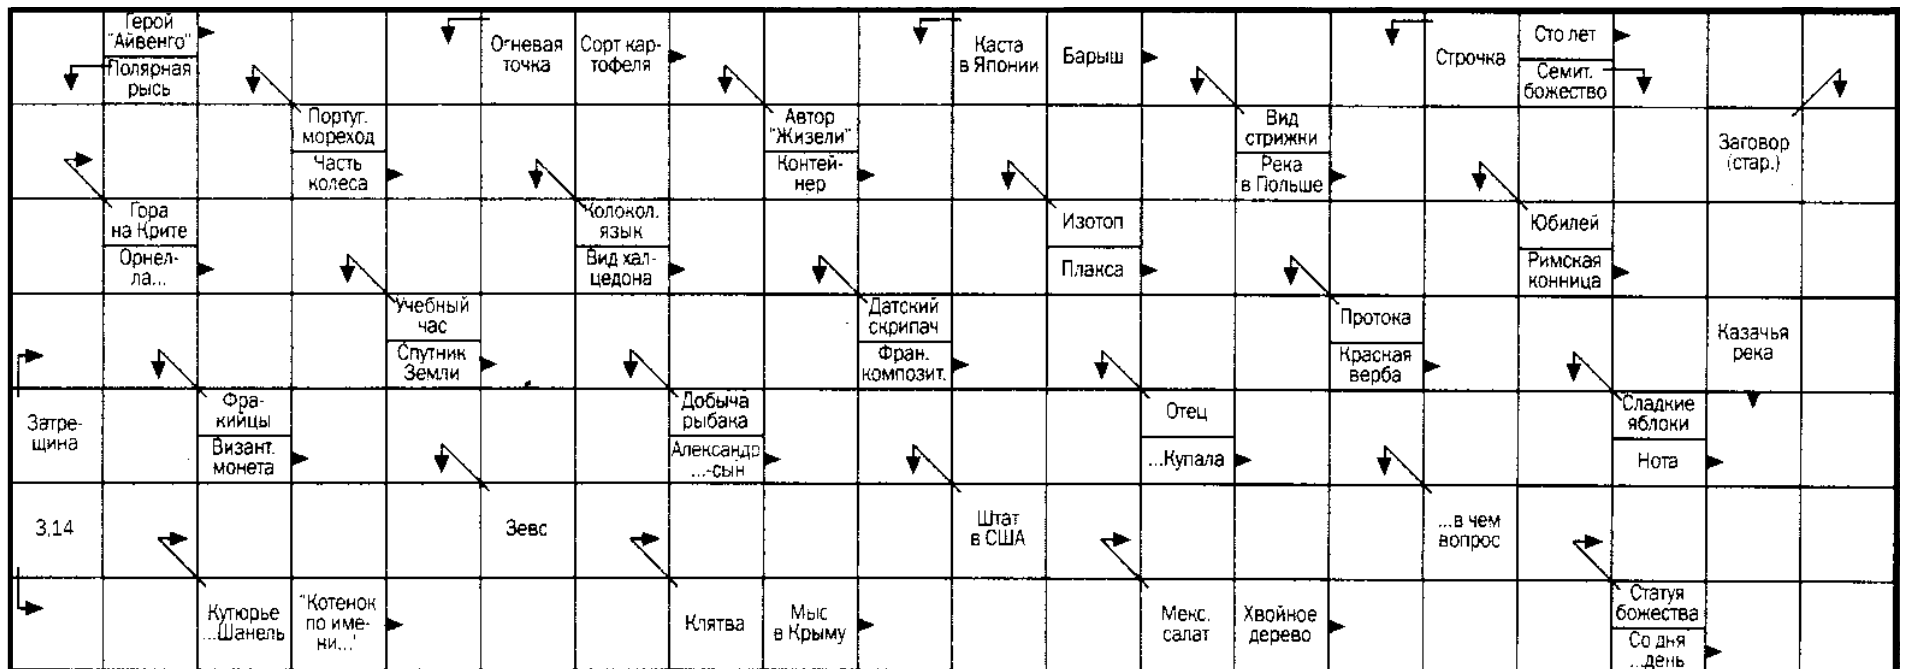 Герой
"Айвенго"
Полярная
рысь
Огневая
точка
Сорт кар-
тофеля
Каста
в Японии
Барыш
Строчка
Сто лет
Семит.
божество
Португ.
мореход
Часть
колеса
Автор
"Жизели"
Контей-
нер
Вид
стрижки
Река
в Польше
Заговор
(стар.)
Гора
на Крите
Орнел-
ла...
Колокол.
язык
Вид хал-
цедона
Изотоп
Плакса
Юбилей
Римская
конница
Учебный
час
Спутник
Земли
Датский
скрипач
Фран.
композит.
Протока
Красная
верба
Казачья
река
Затре-
щина
Фра-
кийцы
Визант.
монета
Добыча
рыбака
Александр
...-сын
Отец
...Купала
Сладкие
яблоки
Нота
3,14
Зевс
Штат
в США
...в чем
вопрос
Кутюрье
...Шанель
"Котенок
по име-
ни..."
Клятва
Мыс
в Крыму
Мекс.
салат
Хвойное
дерево
Статуя
божества
Со дня
...день